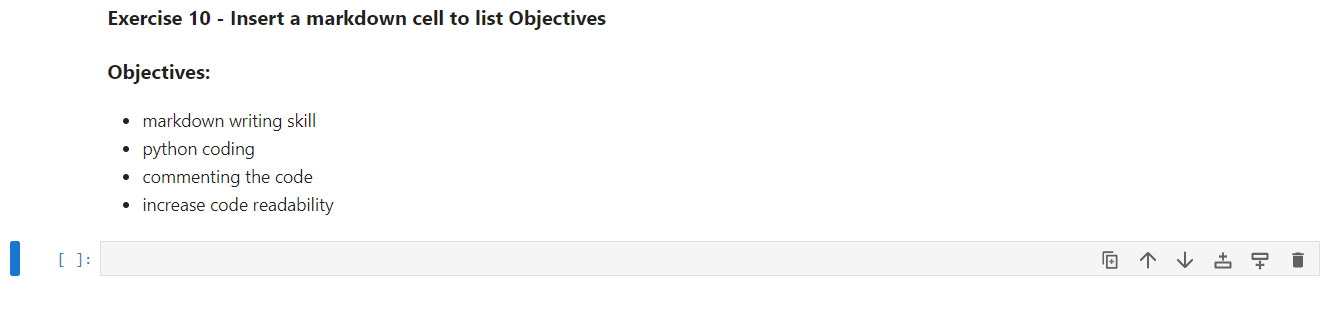 Exercise 10 - Insert a markdown cell to list Objectives
Objectives:
markdown writing skill
python coding
commenting the code
increase code readability
[ ]: